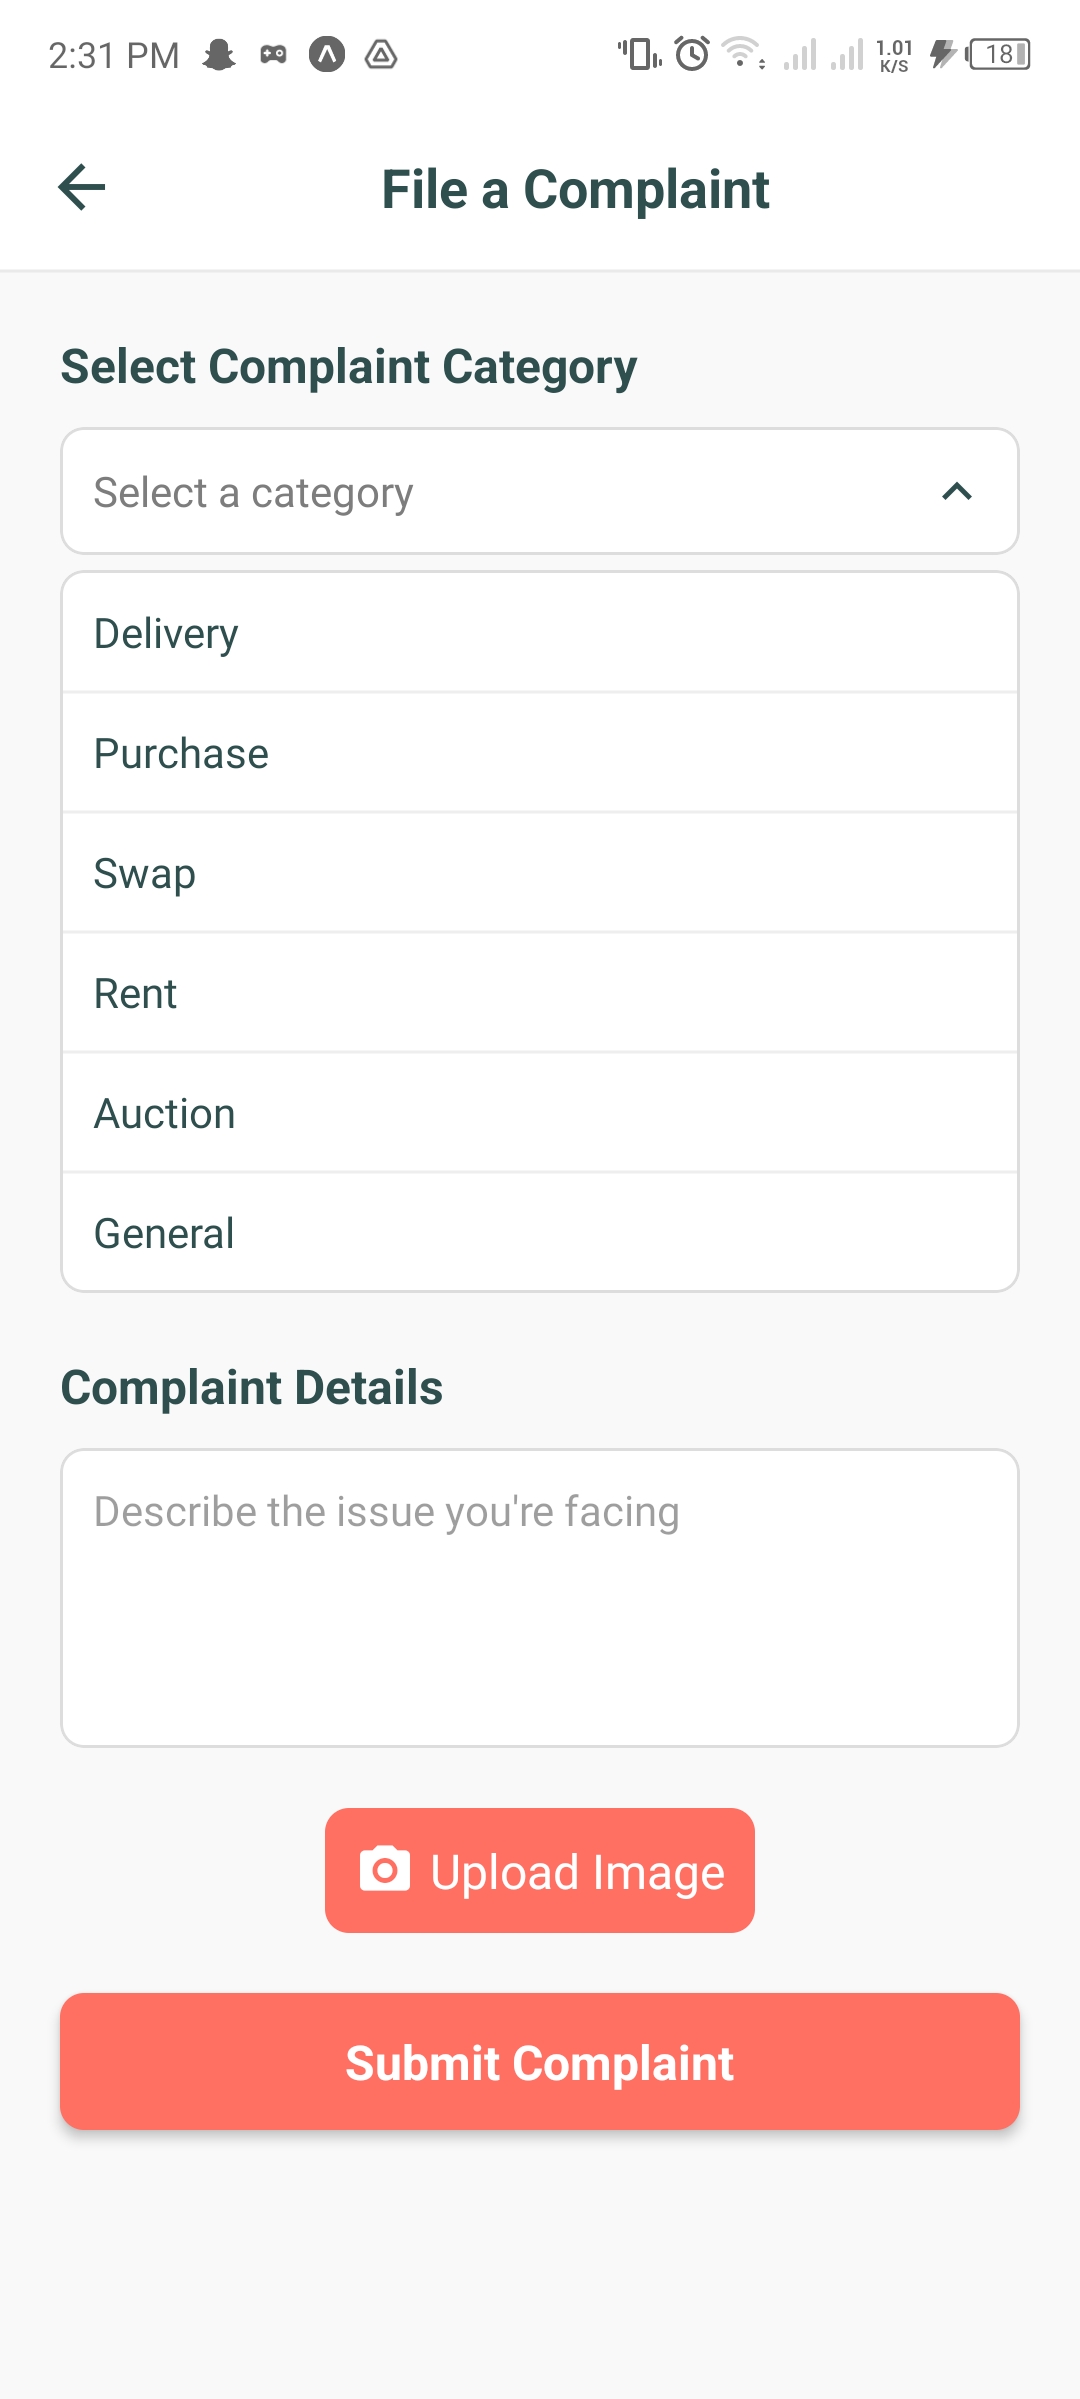 2:31 PM
1.01
K/S
18
File a Complaint
Select Complaint Category
Select a category
Delivery
Purchase
Swap
Rent
Auction
General
Complaint Details
Describe the issue you're facing
Upload Image
Submit Complaint